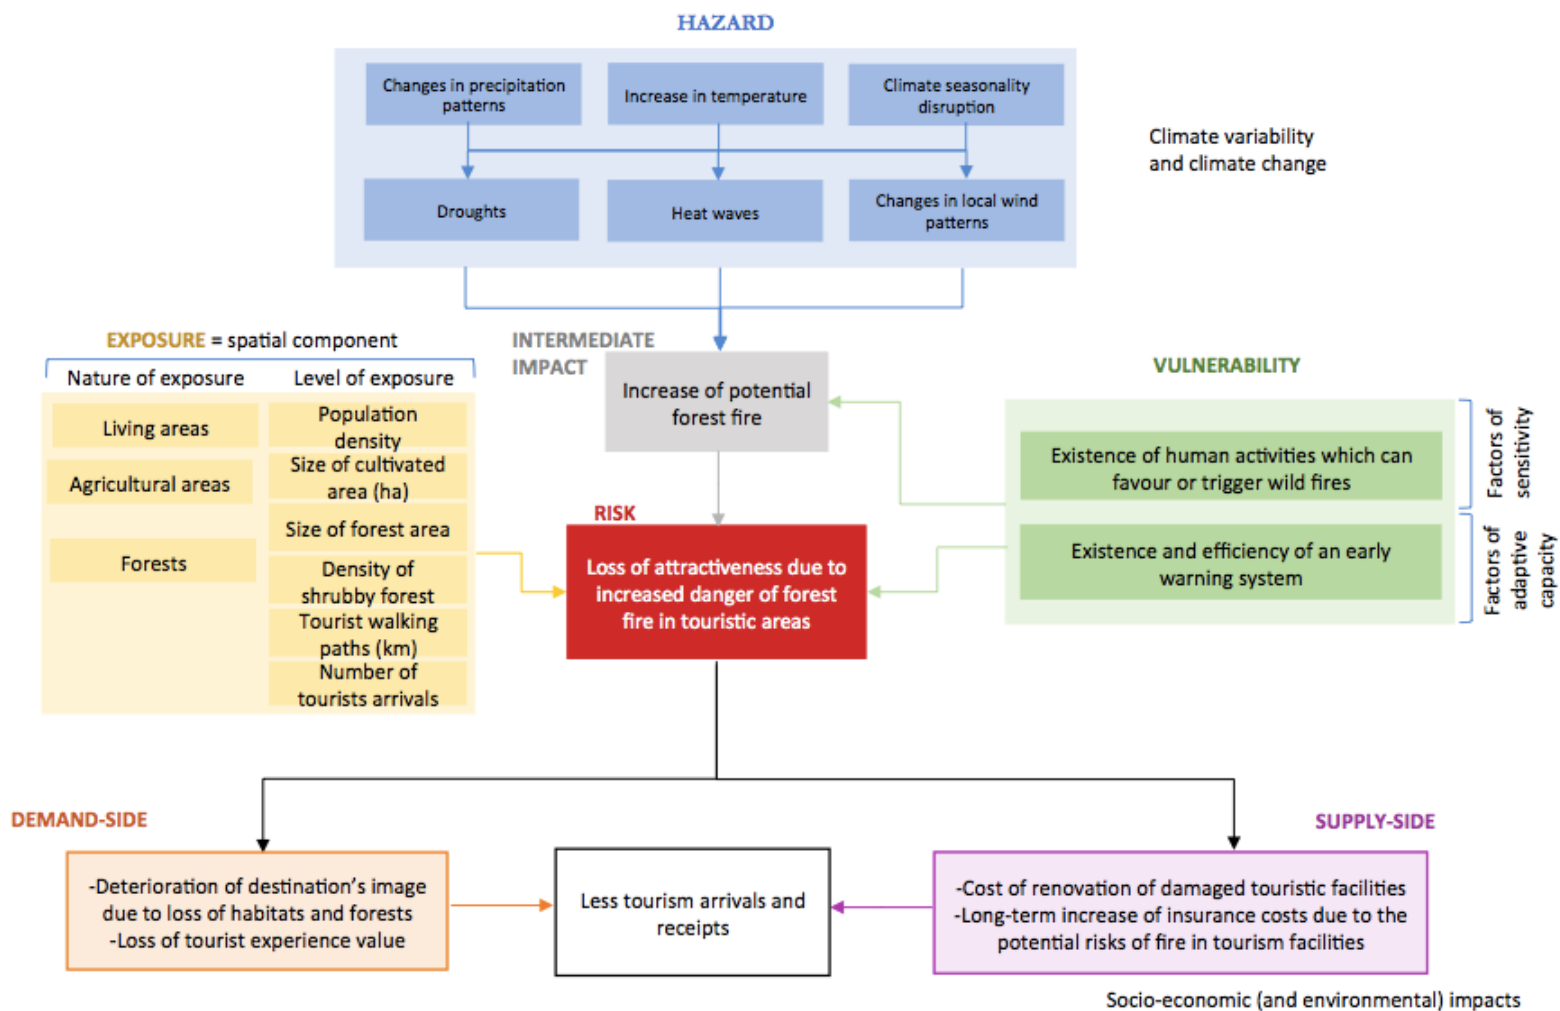 HAZARD
Changes in precipitation
patterns
Increase in temperature
Climate seasonality
disruption
Climate variability
and climate change
Droughts
Heat waves
Changes in local wind
patterns
EXPOSURE = spatial component
Nature of exposure
Level of exposure
Living areas
Population
density
Agricultural areas
Size of cultivated
area (ha)
Size of forest area
Forests
Density of
shrubby forest
Tourist walking
paths (km)
Number of
tourists arrivals
INTERMEDIATE
IMPACT
Increase of potential
forest fire
VULNERABILITY
Existence of human activities which can
favour or trigger wild fires
Factors of
sensitivity
Existence and efficiency of an early
warning system
Factors of
adaptive
capacity
RISK
Loss of attractiveness due to
increased danger of forest
fire in touristic areas
DEMAND-SIDE
-Deterioration of destination's image
due to loss of habitats and forests
-Loss of tourist experience value
Less tourism arrivals and
receipts
SUPPLY-SIDE
-Cost of renovation of damaged touristic facilities
-Long-term increase of insurance costs due to the
potential risks of fire in tourism facilities
Socio-economic (and environmental) impacts